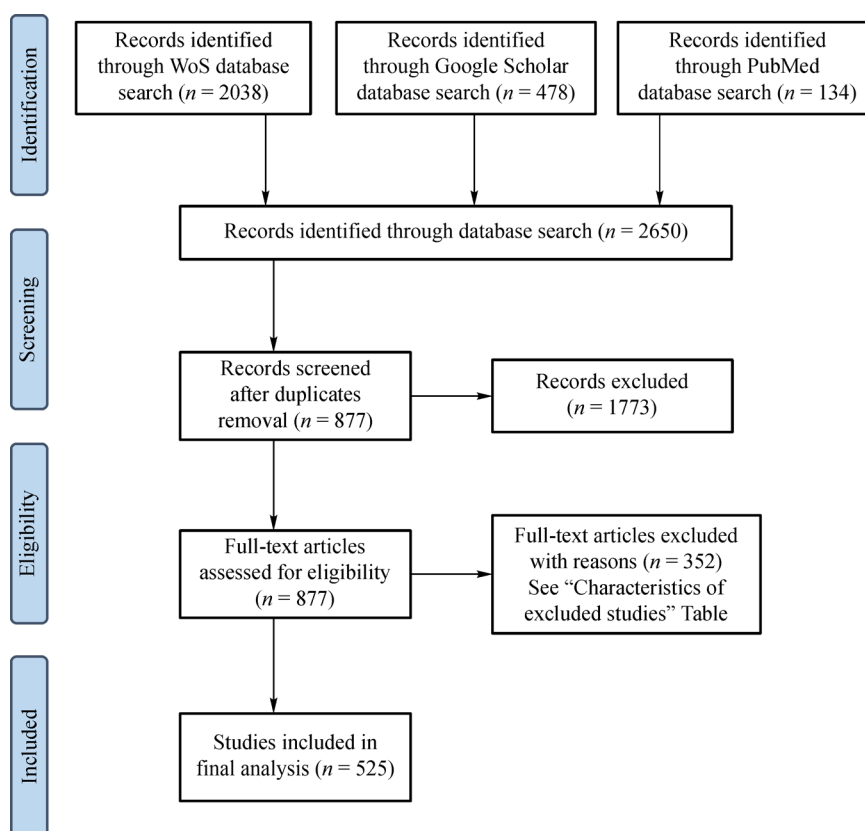 Identification
Records identified
through WoS database
search (n = 2038)
Records identified
through Google Scholar
database search (n = 478)
Records identified
through PubMed
database search (n = 134)
Records identified through database search (n = 2650)
Screening
Records screened
after duplicates
removal (n = 877)
Records excluded
(n = 1773)
Eligibility
Full-text articles
assessed for eligibility
(n = 877)
Full-text articles excluded
with reasons (n = 352)
See “Characteristics of
excluded studies” Table
Included
Studies included in
final analysis (n = 525)